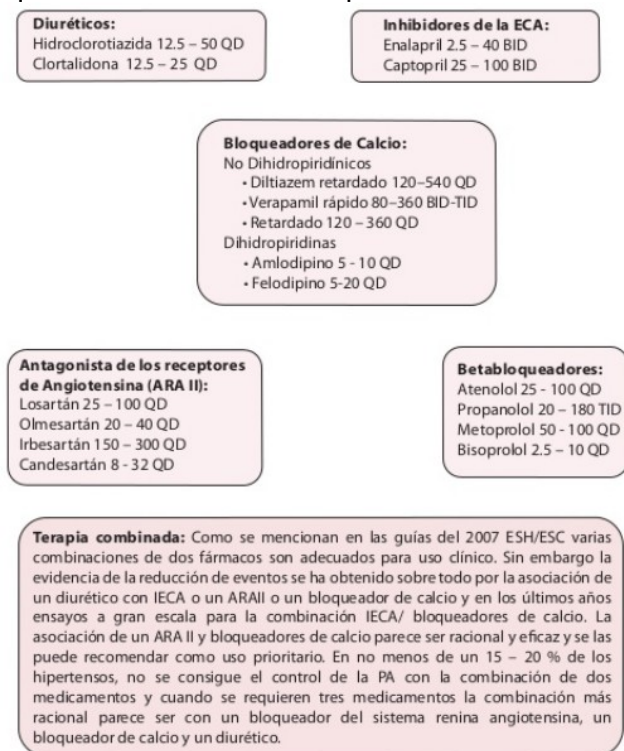 Diuréticos:
Hidroclorotiazida 12.5 – 50 QD
Clortalidona 12.5 – 25 QD
Inhibidores de la ECA:
Enalapril 2.5 – 40 BID
Captopril 25 – 100 BID
Bloqueadores de Calcio:
No Dihidropiridínicos
• Diltiazem retardado 120–540 QD
• Verapamil rápido 80–360 BID-TID
• Retardado 120 – 360 QD
Dihidropiridinas
• Amlodipino 5 - 10 QD
• Felodipino 5-20 QD
Antagonista de los receptores
de Angiotensina (ARA II):
Losartán 25 – 100 QD
Olmesartán 20 – 40 QD
Irbesartán 150 – 300 QD
Candesartán 8 - 32 QD
Betabloqueadores:
Atenolol 25 - 100 QD
Propanolol 20 – 180 TID
Metoprolol 50 - 100 QD
Bisoprolol 2.5 – 10 QD
Terapia combinada: Como se mencionan en las guías del 2007 ESH/ESC varias
combinaciones de dos fármacos son adecuados para uso clínico. Sin embargo la
evidencia de la reducción de eventos se ha obtenido sobre todo por la asociación de
un diurético con IECA o un ARAII o un bloqueador de calcio y en los últimos años
ensayos a gran escala para la combinación IECA/ bloqueadores de calcio. La
asociación de un ARA II y bloqueadores de calcio parece ser racional y eficaz y se las
puede recomendar como uso prioritario. En no menos de un 15 – 20 % de los
hipertensos, no se consigue el control de la PA con la combinación de dos
medicamentos y cuando se requieren tres medicamentos la combinación más
racional parece ser con un bloqueador del sistema renina angiotensina, un
bloqueador de calcio y un diurético.